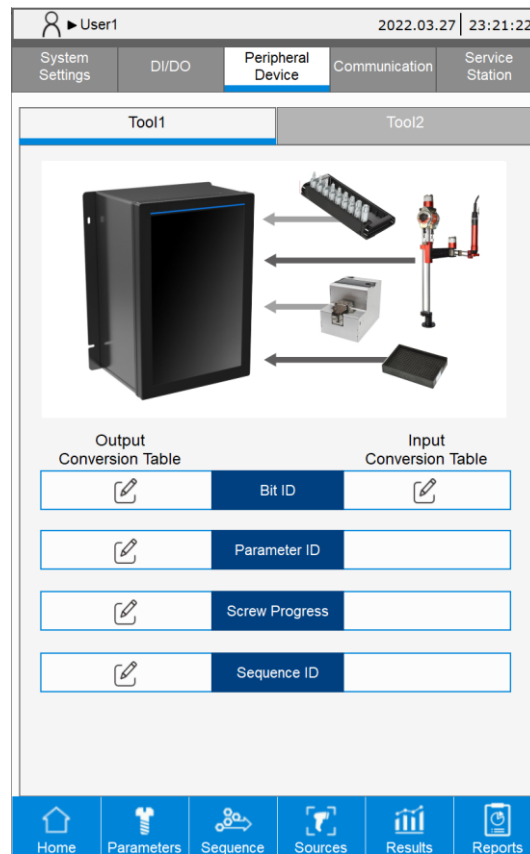 ►User1
2022.03.27 23:21:22
System
Settings
DI/DO
Peripheral
Device
Communication
Service
Station
Tool1
Tool2
Output
Conversion Table
Input
Conversion Table
Bit ID
Parameter ID
Screw Progress
Sequence ID
Home
Parameters
Sequence
Sources
Results
Reports